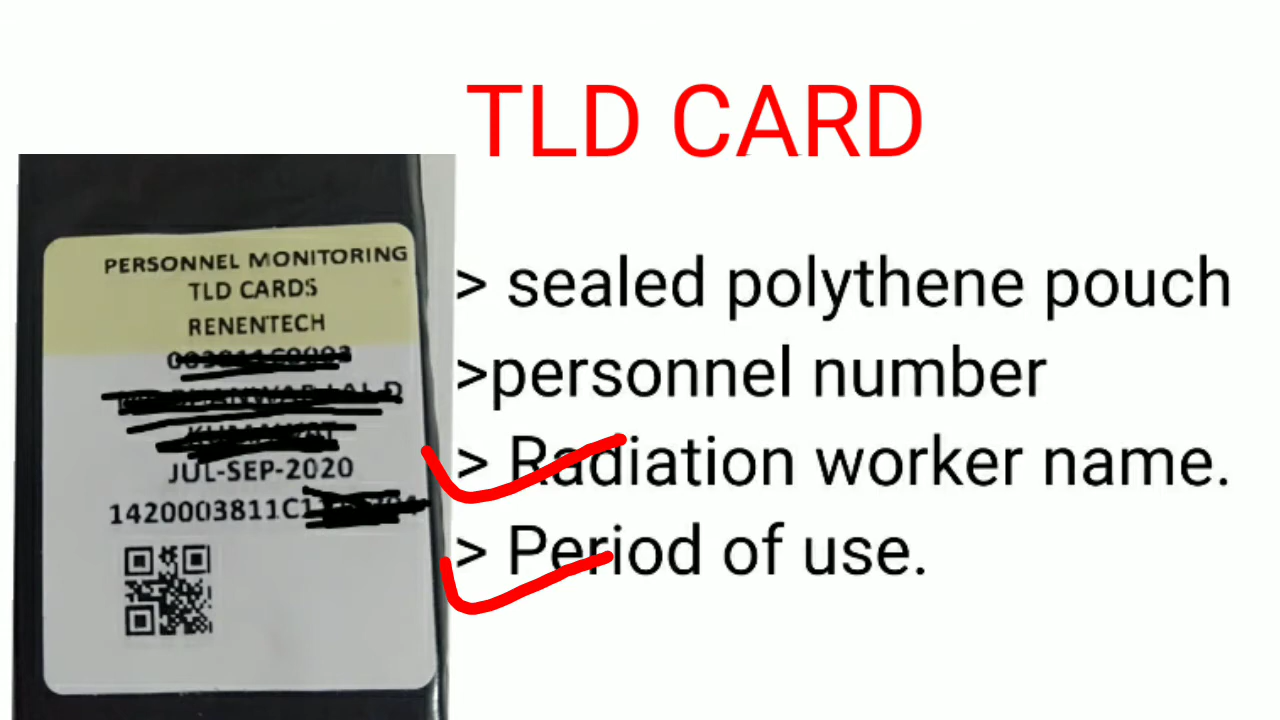 TLD CARD
PERSONNEL MONITORING
TLD CARDS
RENENTECH
JUL-SEP-2020
> sealed polythene pouch
>personnel number
> Radiation worker name.
> Period of use.